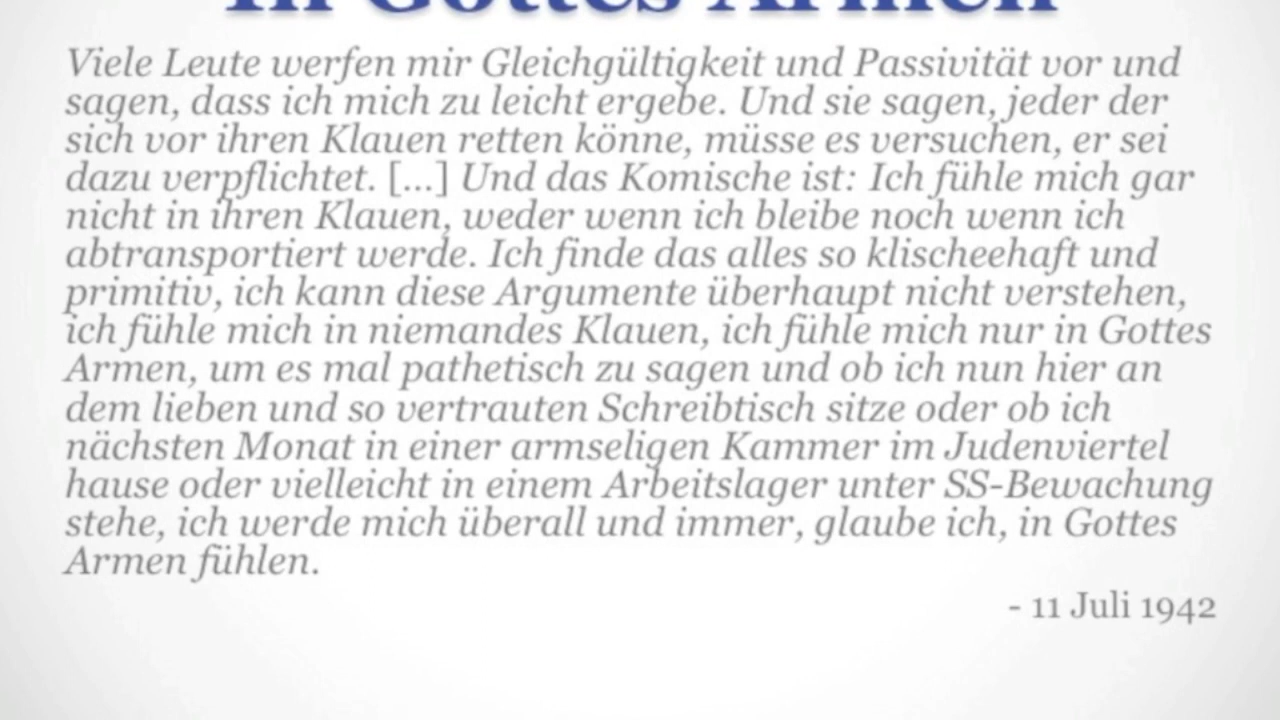 In Gottes Armen
Viele Leute werfen mir Gleichgültigkeit und Passivität vor und
sagen, dass ich mich zu leicht ergebe. Und sie sagen, jeder der
sich vor ihren Klauen retten könne, müsse es versuchen, er sei
dazu verpflichtet. [...] Und das Komische ist: Ich fühle mich gar
nicht in ihren Klauen, weder wenn ich bleibe noch wenn ich
abtransportiert werde. Ich finde das alles so klischeehaft und
primitiv, ich kann diese Argumente überhaupt nicht verstehen,
ich fühle mich in niemandes Klauen, ich fühle mich nur in Gottes
Armen, um es mal pathetisch zu sagen und ob ich nun hier an
dem lieben und so vertrauten Schreibtisch sitze oder ob ich
nächsten Monat in einer armseligen Kammer im Judenviertel
hause oder vielleicht in einem Arbeitslager unter SS-Bewachung
stehe, ich werde mich überall und immer, glaube ich, in Gottes
Armen fühlen.
- 11 Juli 1942